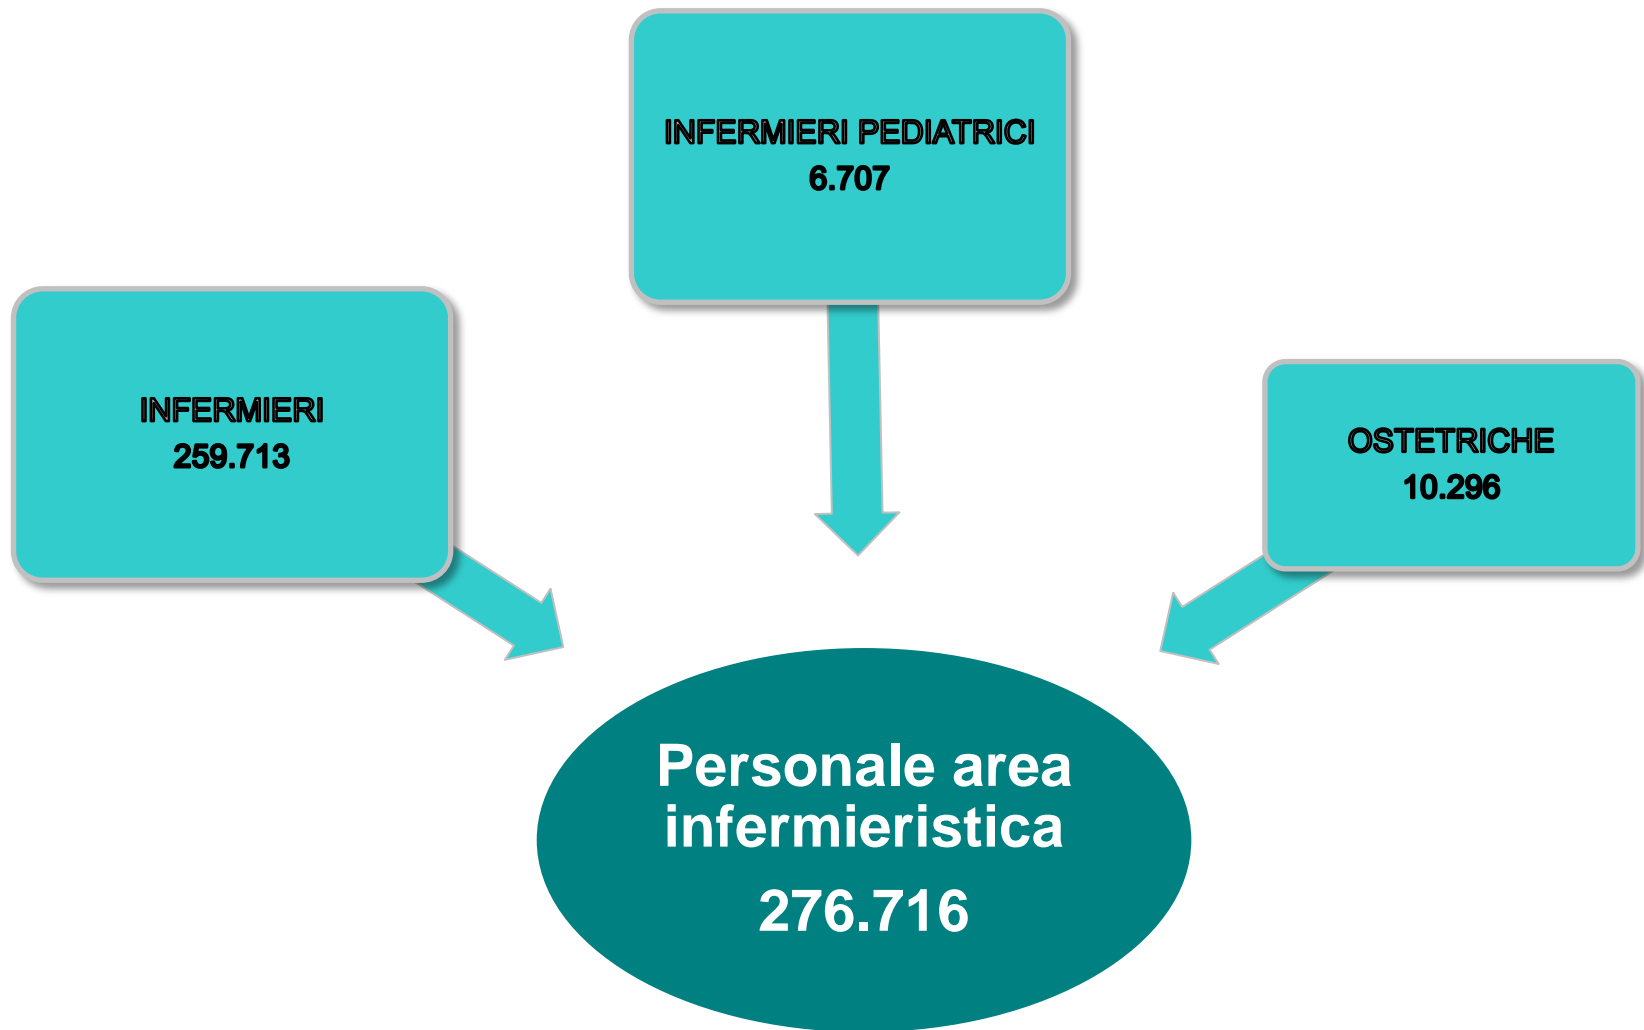 INFERMIERI PEDIATRICI
6.707
INFERMIERI
259.713
OSTETRICHE
10.296
Personale area
infermieristica
276.716